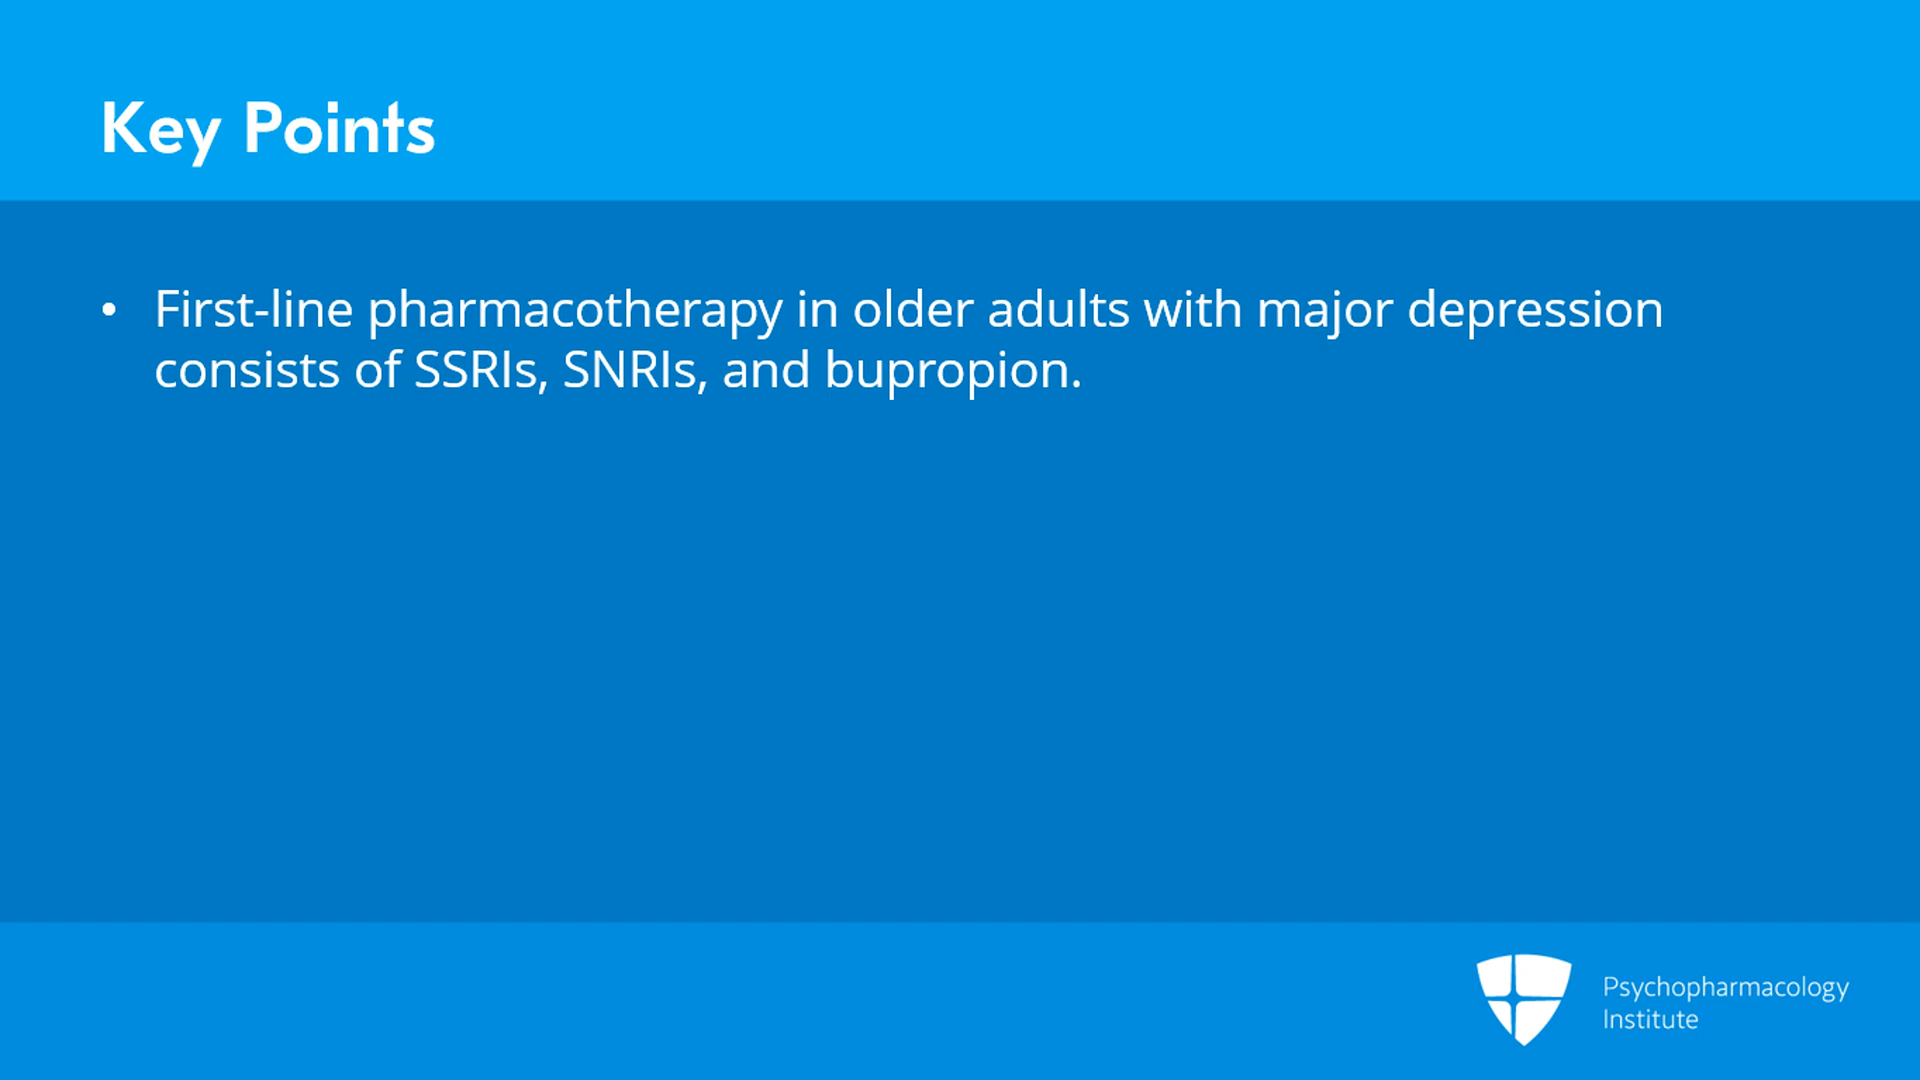 Key Points
• First-line pharmacotherapy in older adults with major depression
consists of SSRIs, SNRIs, and bupropion.
Psychopharmacology
Institute